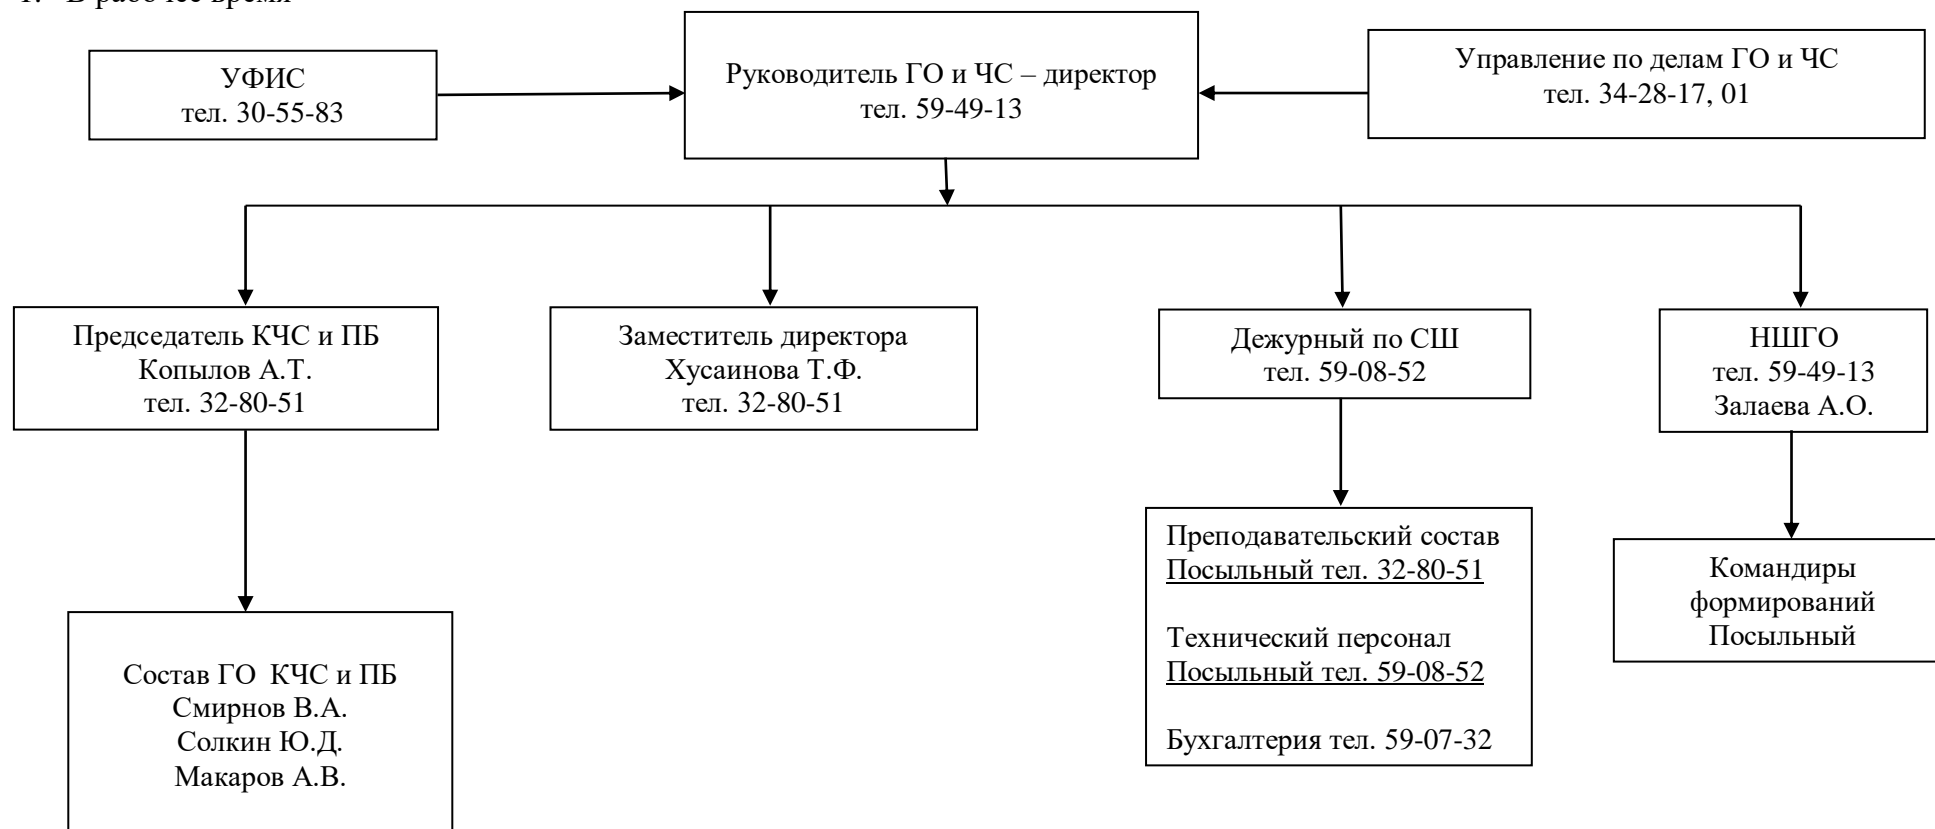 1. В рабочее время
УФИС
тел. 30-55-83
Руководитель ГО и ЧС – директор
тел. 59-49-13
Управление по делам ГО и ЧС
тел. 34-28-17, 01
Председатель КЧС и ПБ
Копылов А.Т.
тел. 32-80-51
Заместитель директора
Хусаинова Т.Ф.
тел. 32-80-51
Дежурный по СШ
тел. 59-08-52
НШГО
тел. 59-49-13
Залаева А.О.
Состав ГО КЧС и ПБ
Смирнов В.А.
Солкин Ю.Д.
Макаров А.В.
Преподавательский состав
Посыльный тел. 32-80-51
Технический персонал
Посыльный тел. 59-08-52
Бухгалтерия тел. 59-07-32
Командиры
формирований
Посыльный